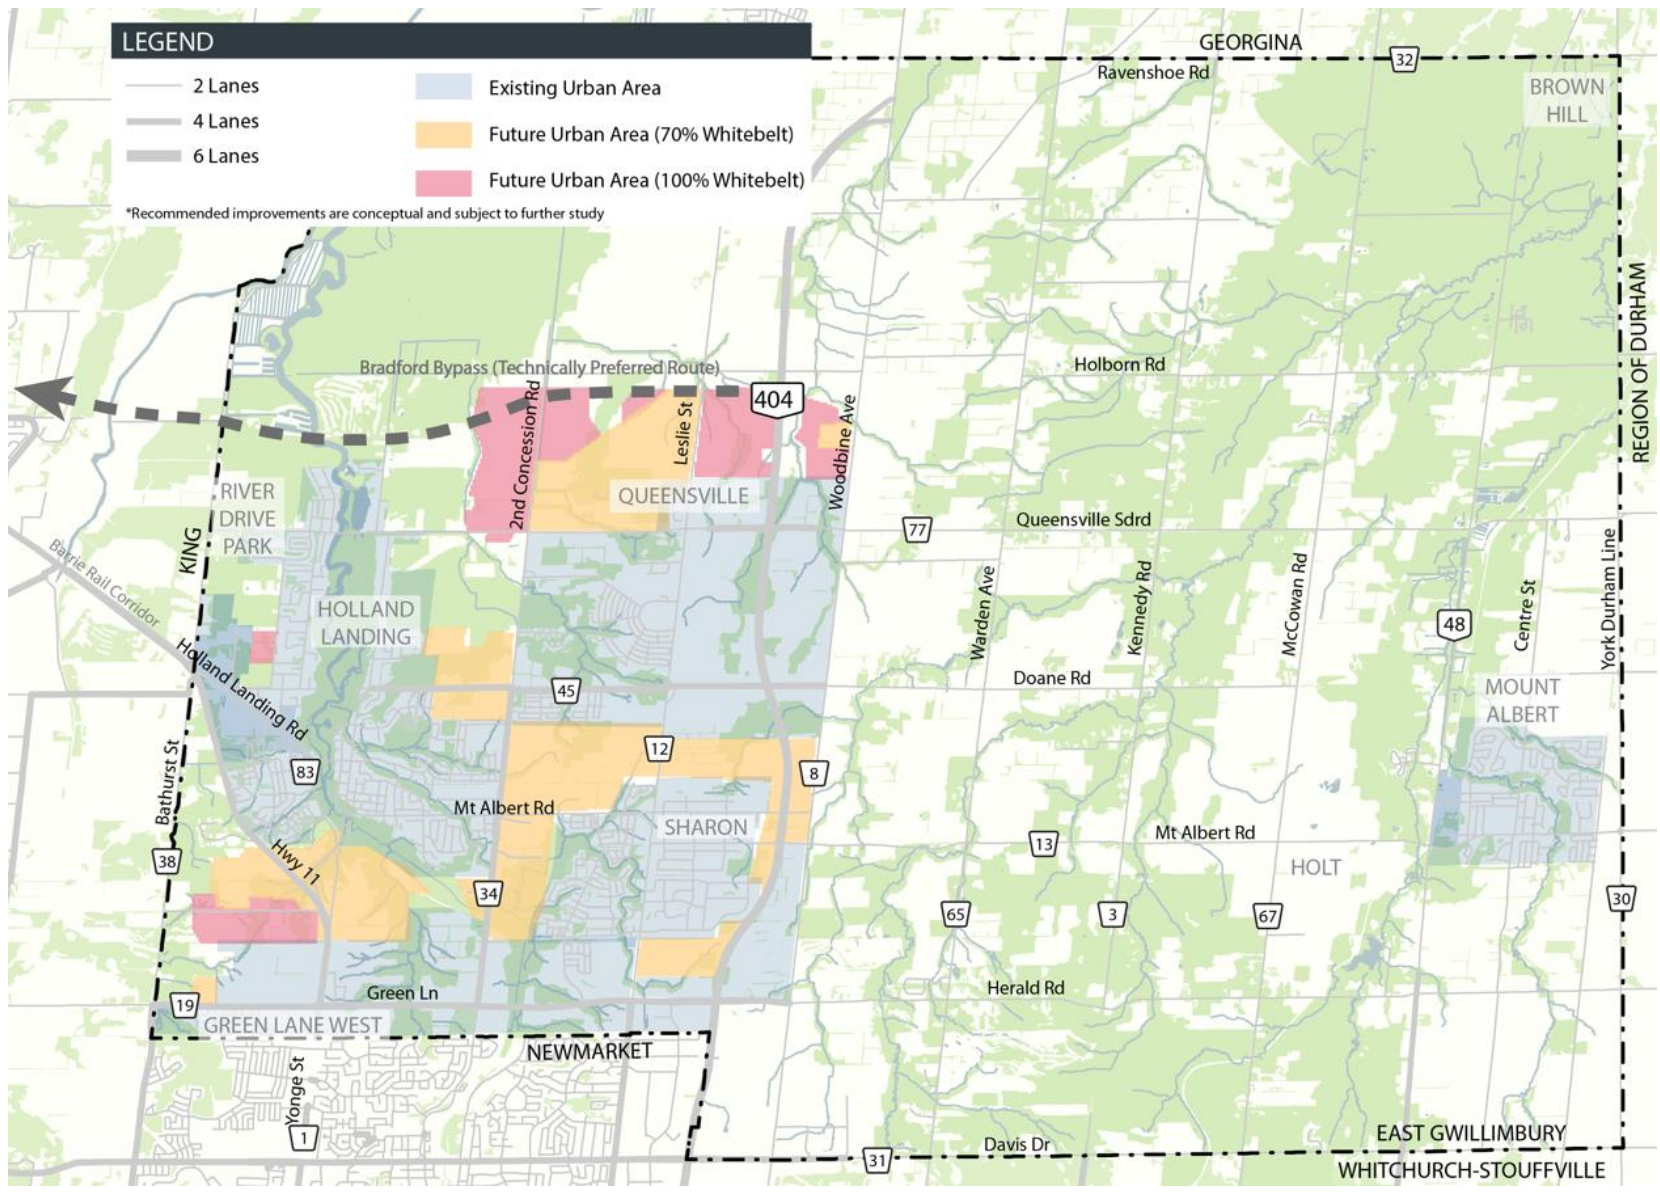 LEGEND
2 Lanes
4 Lanes
6 Lanes
Existing Urban Area
Future Urban Area (70% Whitebelt)
Future Urban Area (100% Whitebelt)
*Recommended improvements are conceptual and subject to further study
GEORGINA
32
Ravenshoe Rd
BROWN
HILL
REGION OF DURHAM
Bradford Bypass (Technically Preferred Route)
Holborn Rd
404
2nd Concession Rd
Leslie St
Woodbine Ave
RIVER
DRIVE
PARK
QUEENSVILLE
77
Queensville Sdrd
KING
Barrie Rail Corridor
HOLLAND
LANDING
Warden Ave
Kennedy Rd
McCowan Rd
48
Centre St
York Durham Line
Holland Landing Rd
45
Doane Rd
MOUNT
ALBERT
12
8
83
Bathurst St
Mt Albert Rd
SHARON
13
Mt Albert Rd
38
Hwy 11
HOLT
34
65
3
67
30
19
Green Ln
Herald Rd
GREEN LANE WEST
NEWMARKET
Yonge St
1
31
Davis Dr
EAST GWILLIMBURY
WHITCHURCH-STOUFFVILLE